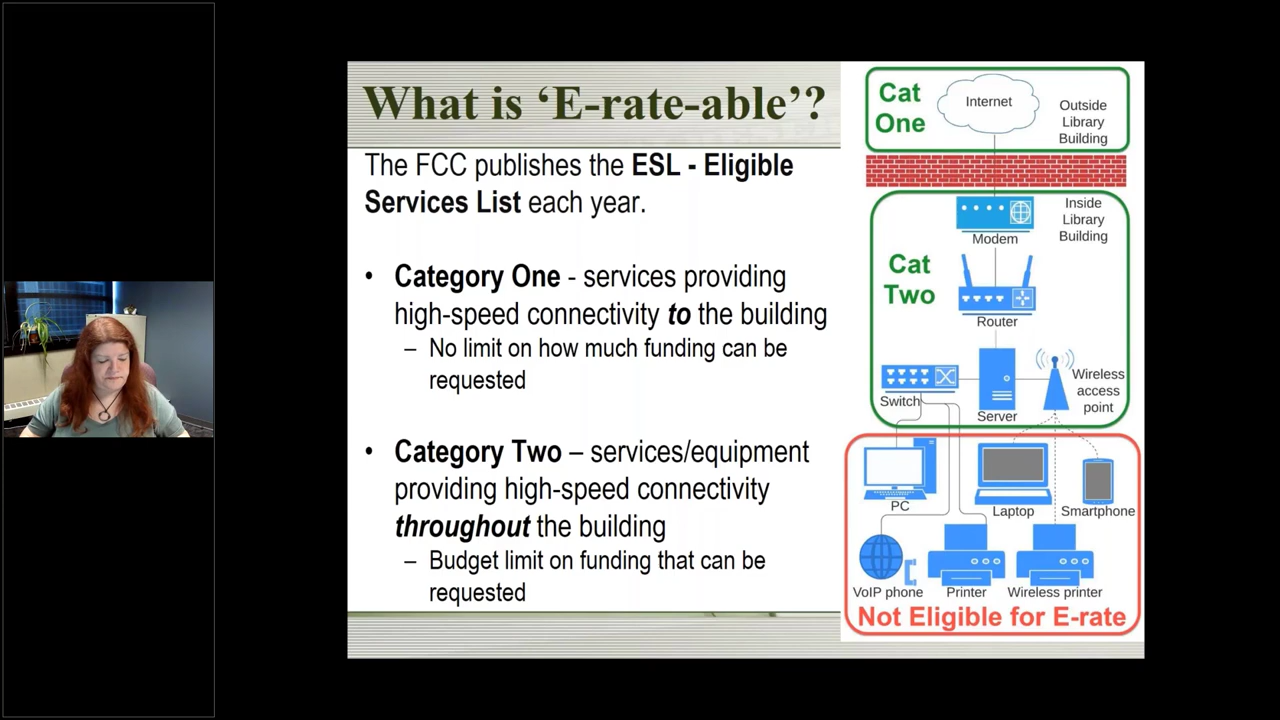 What is ‘E-rate-able’?
The FCC publishes the ESL - Eligible
Services List each year.
• Category One - services providing
high-speed connectivity to the building
– No limit on how much funding can be
requested
• Category Two – services/equipment
providing high-speed connectivity
throughout the building
– Budget limit on funding that can be
requested
Cat
One
Internet
Outside
Library
Building
Cat
Two
Inside
Library
Building
Modem
Router
Switch
Server
Wireless
access
point
PC
Laptop
Smartphone
VoIP phone
Printer
Wireless printer
Not Eligible for E-rate